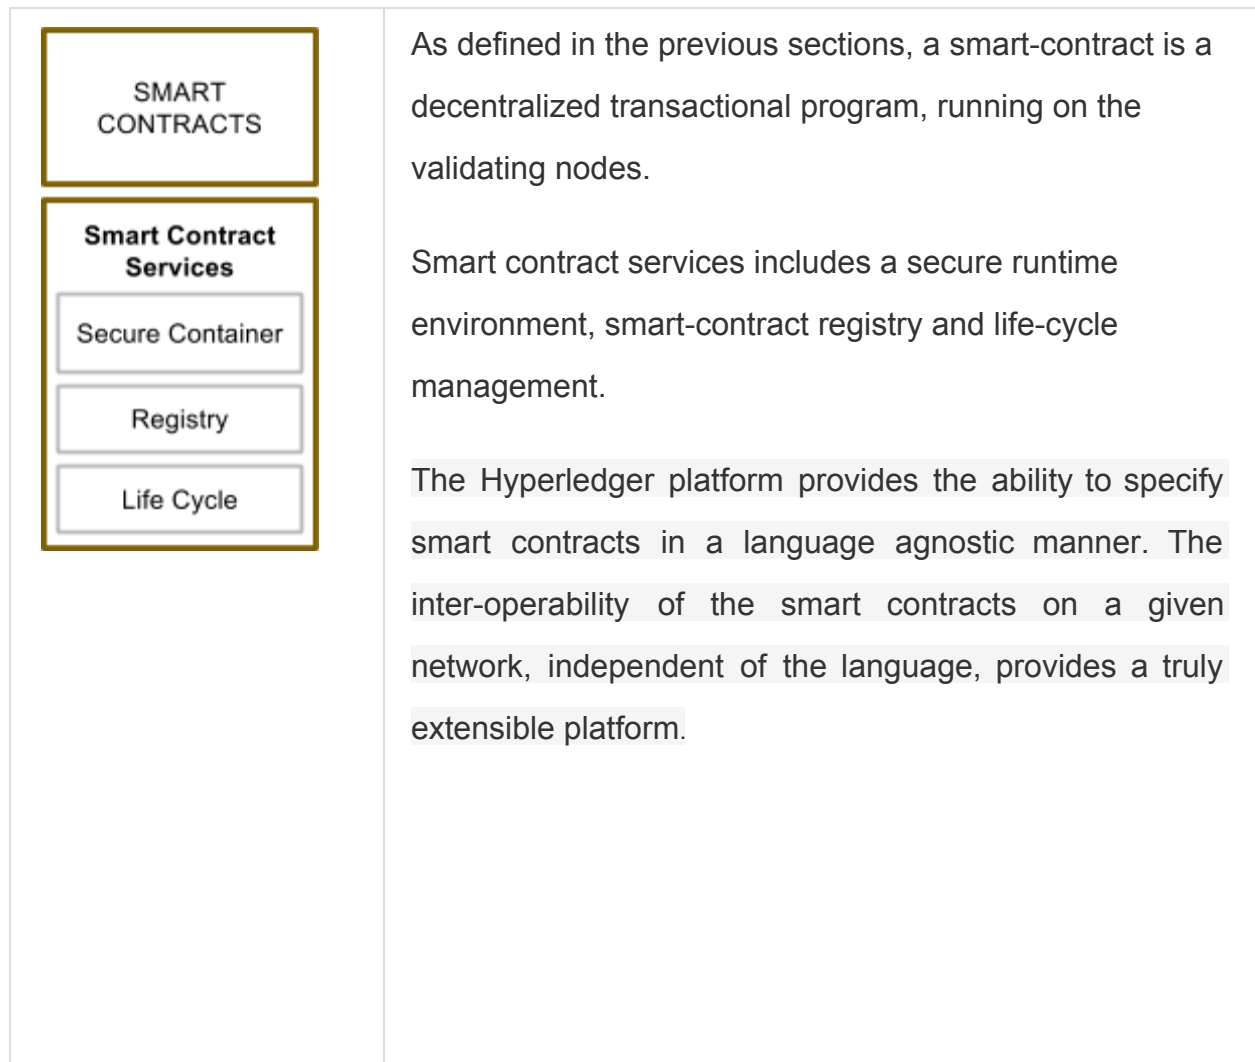 SMART
CONTRACTS
Smart Contract
Services
Secure Container
Registry
Life Cycle
As defined in the previous sections, a smart-contract is a
decentralized transactional program, running on the
validating nodes.
Smart contract services includes a secure runtime
environment, smart-contract registry and life-cycle
management.
The Hyperledger platform provides the ability to specify
smart contracts in a language agnostic manner. The
inter-operability of the smart contracts on a given
network, independent of the language, provides a truly
extensible platform.